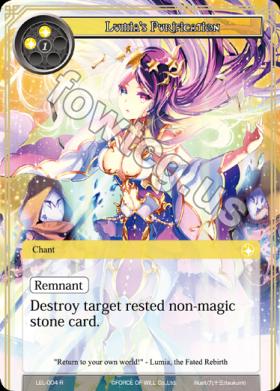 Lumia's Purification
1
Chant
Remnant
Destroy target rested non-magic
stone card.
"Return to your own world!" - Lumia, the Fated Rebirth
LEL-004 R
©FORCE OF WILL Co.,Ltd.
fowtcg.us